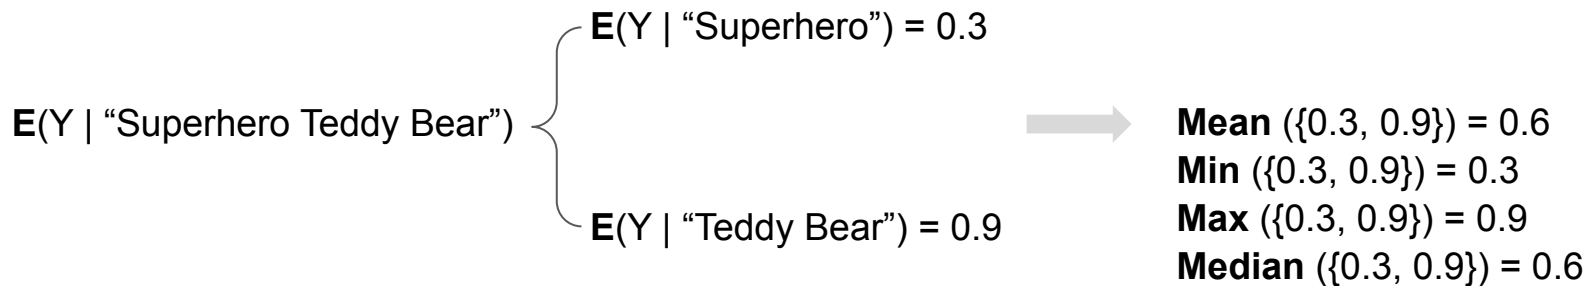 E(Y | “Superhero”) = 0.3
E(Y | “Superhero Teddy Bear”)
E(Y | “Teddy Bear”) = 0.9
Mean ({0.3, 0.9}) = 0.6
Min ({0.3, 0.9}) = 0.3
Max ({0.3, 0.9}) = 0.9
Median ({0.3, 0.9}) = 0.6